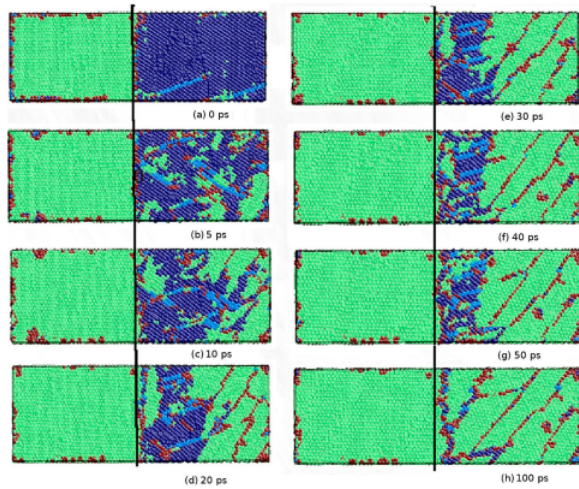 (a) 0 ps
(b) 5 ps
(c) 10 ps
(d) 20 ps
(e) 30 ps
(f) 40 ps
(g) 50 ps
(h) 100 ps